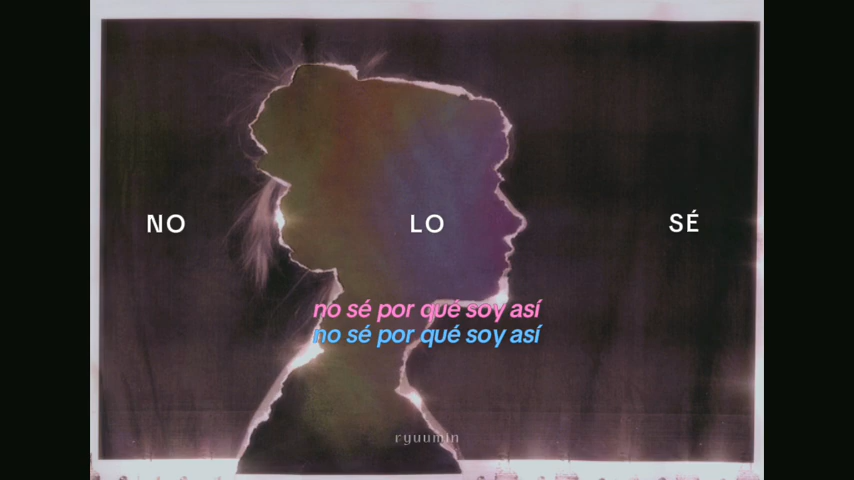 NO LO SÉ
no sé por qué soy así
no sé por qué soy así
ryuumin